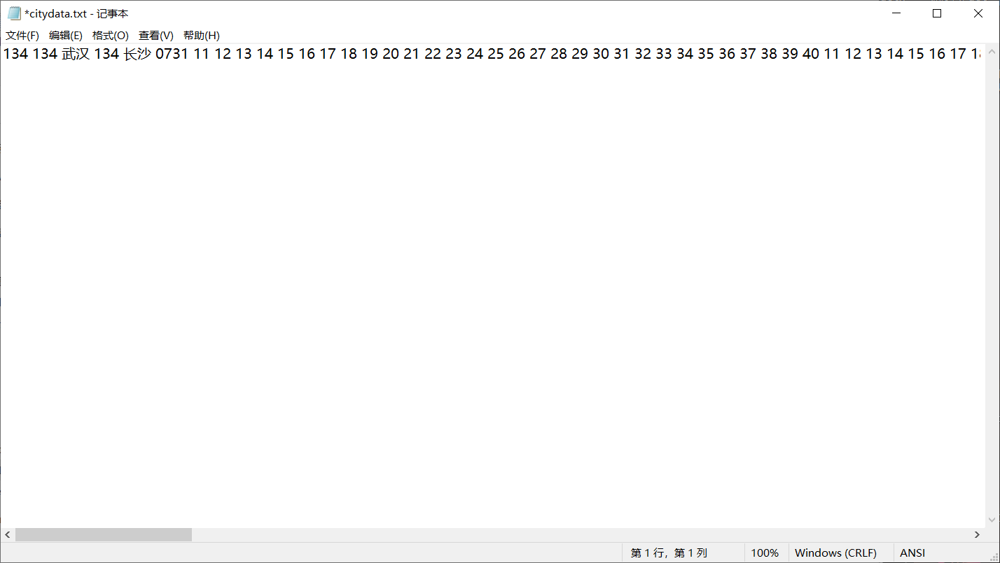 *citydata.txt - 记事本
文件(F) 编辑(E) 格式(O) 查看(V) 帮助(H)
134 134 武汉 134 长沙 0731 11 12 13 14 15 16 17 18 19 20 21 22 23 24 25 26 27 28 29 30 31 32 33 34 35 36 37 38 39 40 11 12 13 14 15 16 17
第 1 行，第 1 列 100% Windows (CRLF) ANSI